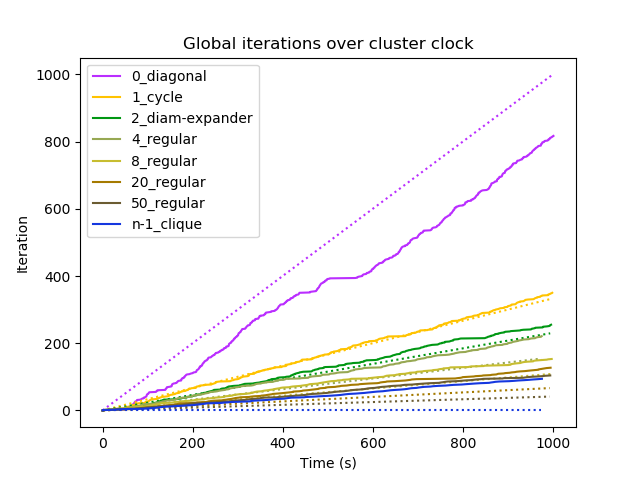 Global iterations over cluster clock
1000
800
600
400
200
0
Iteration
0_diagonal
1_cycle
2_diam-expander
4_regular
8_regular
20_regular
50_regular
n-1_clique
0 200 400 600 800 1000
Time (s)